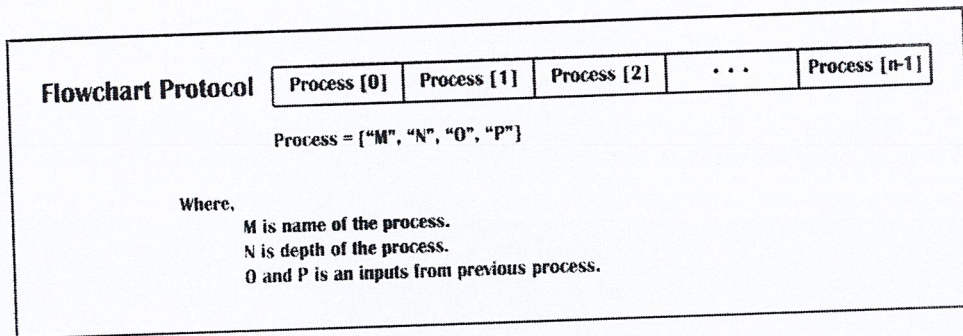 Flowchart Protocol Process [0] Process [1] Process [2] • • • Process [n-1]
Process = ["M", "N", "O", "P"]
Where,
M is name of the process.
N is depth of the process.
O and P is an inputs from previous process.